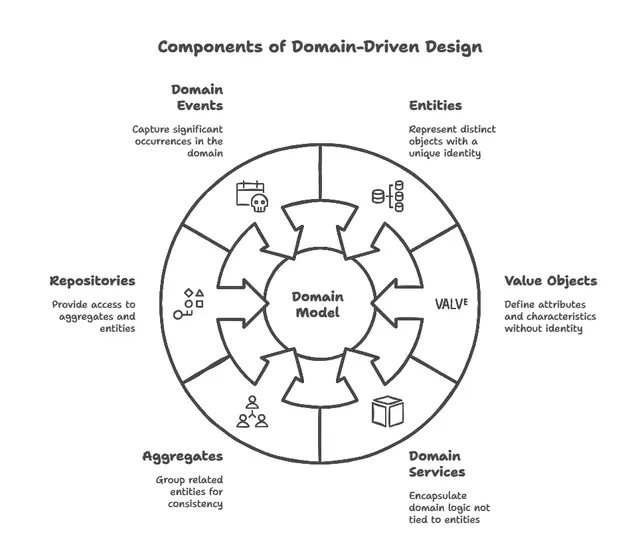 Components of Domain-Driven Design
Domain
Events
Capture significant
occurrences in the
domain
Entities
Represent distinct
objects with a
unique identity
Repositories
Provide access to
aggregates and
entities
Domain
Model
VALVE
Value Objects
Define attributes
and characteristics
without identity
Aggregates
Group related
entities for
consistency
Domain
Services
Encapsulate
domain logic not
tied to entities